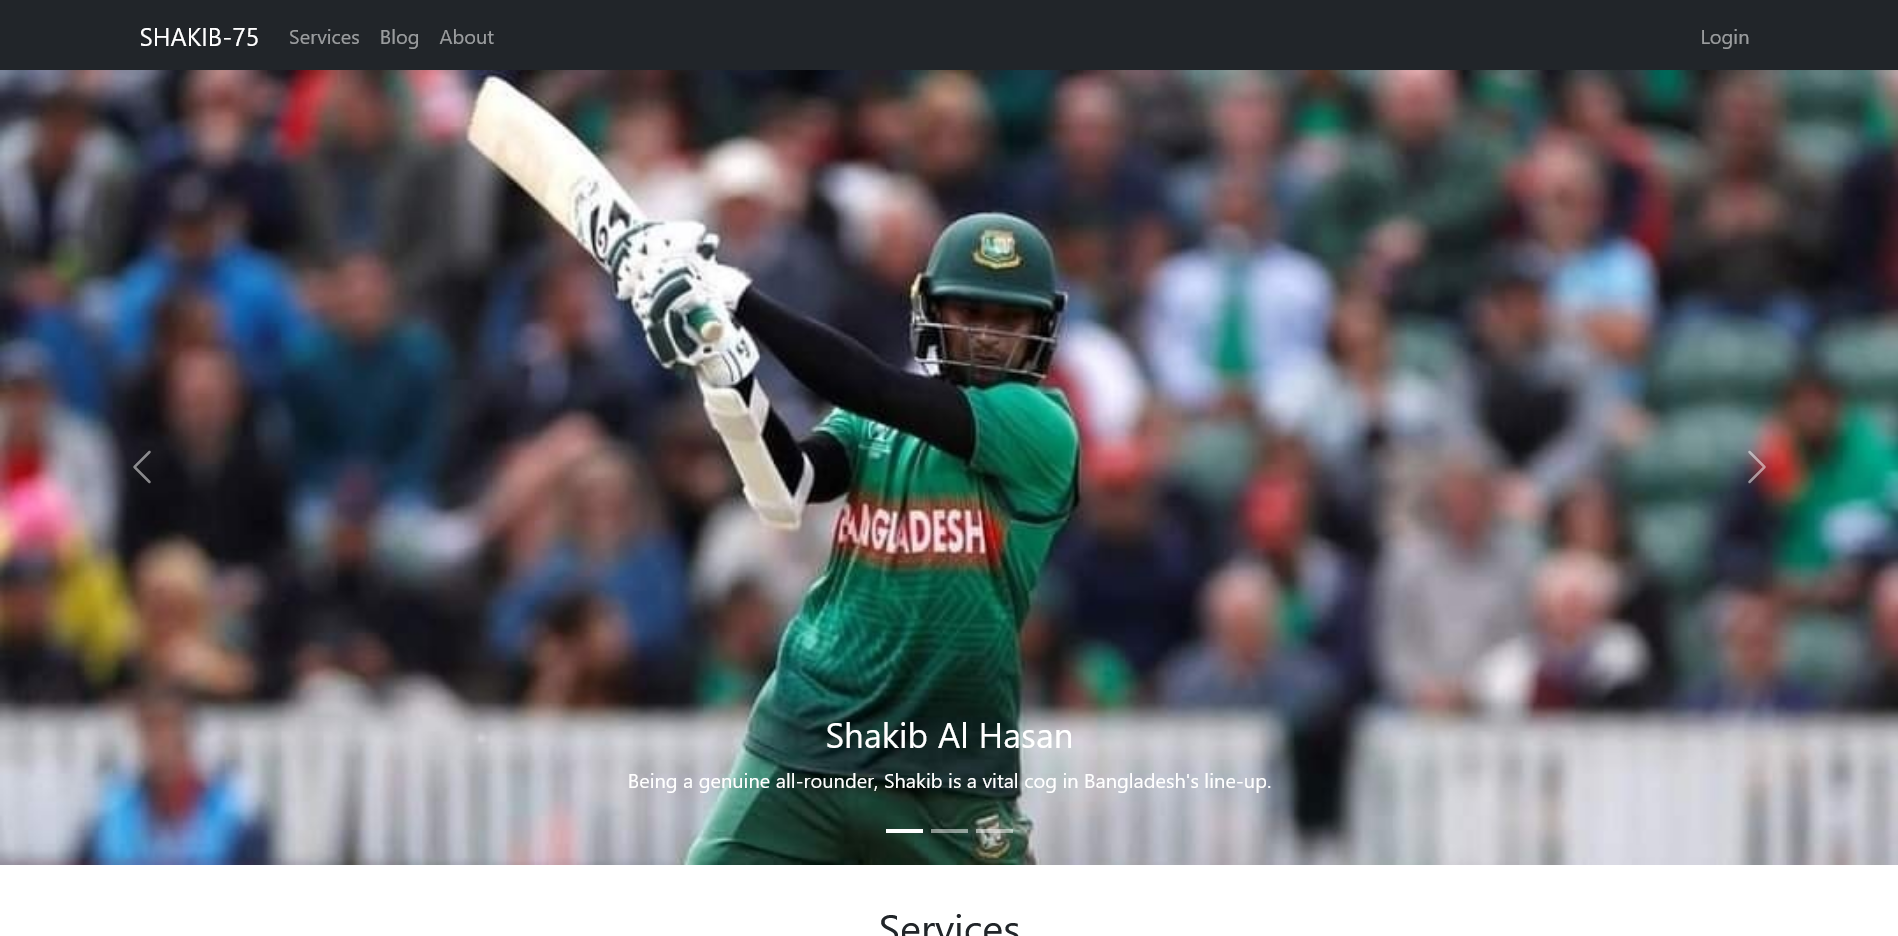 SHAKIB-75 Services Blog About Login
BANGLADESH
Shakib Al Hasan
Being a genuine all-rounder, Shakib is a vital cog in Bangladesh's line-up.
Services